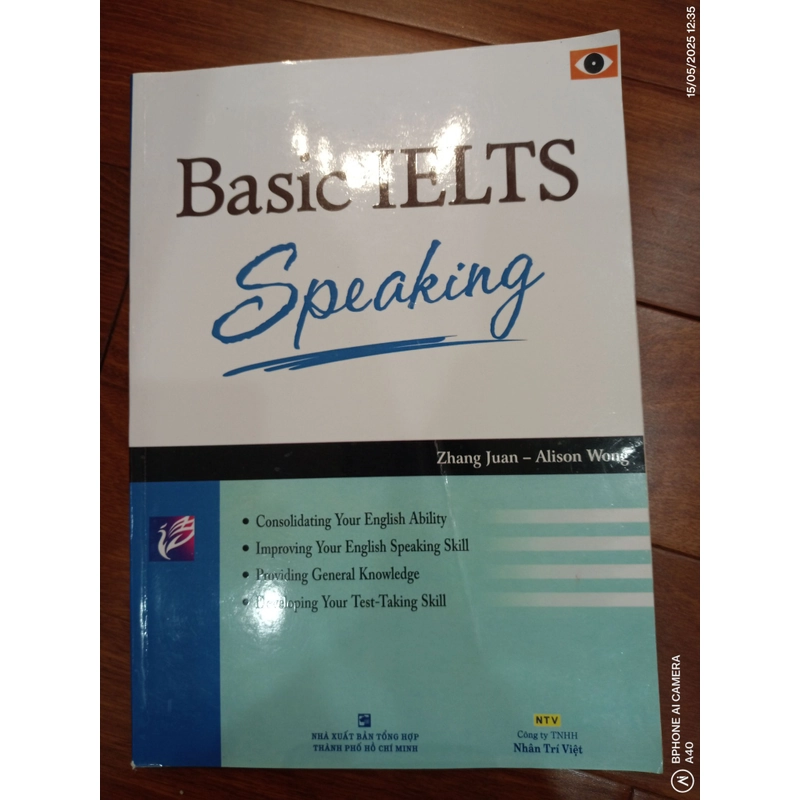 Basic IELTS
Speaking
Zhang Juan – Alison Wong
• Consolidating Your English Ability
• Improving Your English Speaking Skill
• Providing General Knowledge
• Developing Your Test-Taking Skill
NHÀ XUẤT BẢN TỔNG HỢP
THÀNH PHỐ HỒ CHÍ MINH
NTV
Công ty TNHH
Nhân Trí Việt
15/05/2025 12:35
BPHONE AI CAMERA
A40